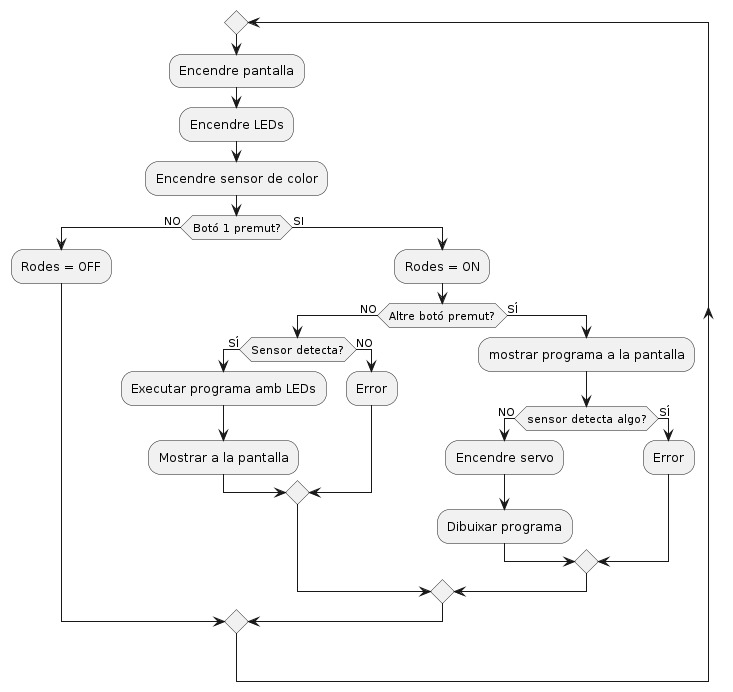 Encendre pantalla
Encendre LEDs
Encendre sensor de color
NO
Botó 1 premut?
SI
Rodes = OFF
Rodes = ON
NO
Altre botó premut?
SÍ
SÍ
Sensor detecta?
NO
mostrar programa a la pantalla
Executar programa amb LEDs
Error
NO
sensor detecta algo?
SÍ
Mostrar a la pantalla
Encendre servo
Error
Dibuixar programa